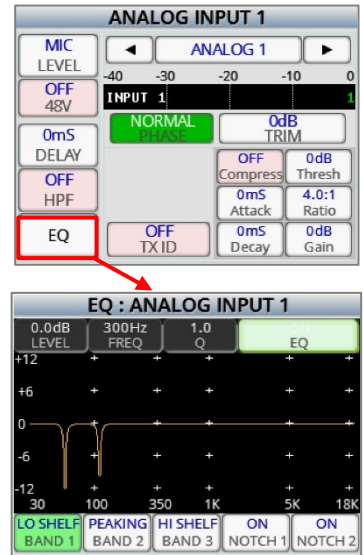 ANALOG INPUT 1
MIC
LEVEL
◄ ANALOG 1 ►
-40 -30 -20 -10 0
INPUT 1 1
OFF
48V
NORMAL
PHASE
0dB
TRIM
0mS
DELAY
OFF
Compress
0dB
Thresh
OFF
HPF
0mS
Attack
4.0:1
Ratio
EQ
OFF
TX ID
0mS
Decay
0dB
Gain
EQ : ANALOG INPUT 1
0.0dB
LEVEL
300Hz
FREQ
1.0
Q
ON
EQ
+12
+6
0
-6
-12
30 100 350 1K 5K 18K
LO SHELF
BAND 1
PEAKING
BAND 2
HI SHELF
BAND 3
ON
NOTCH 1
ON
NOTCH 2